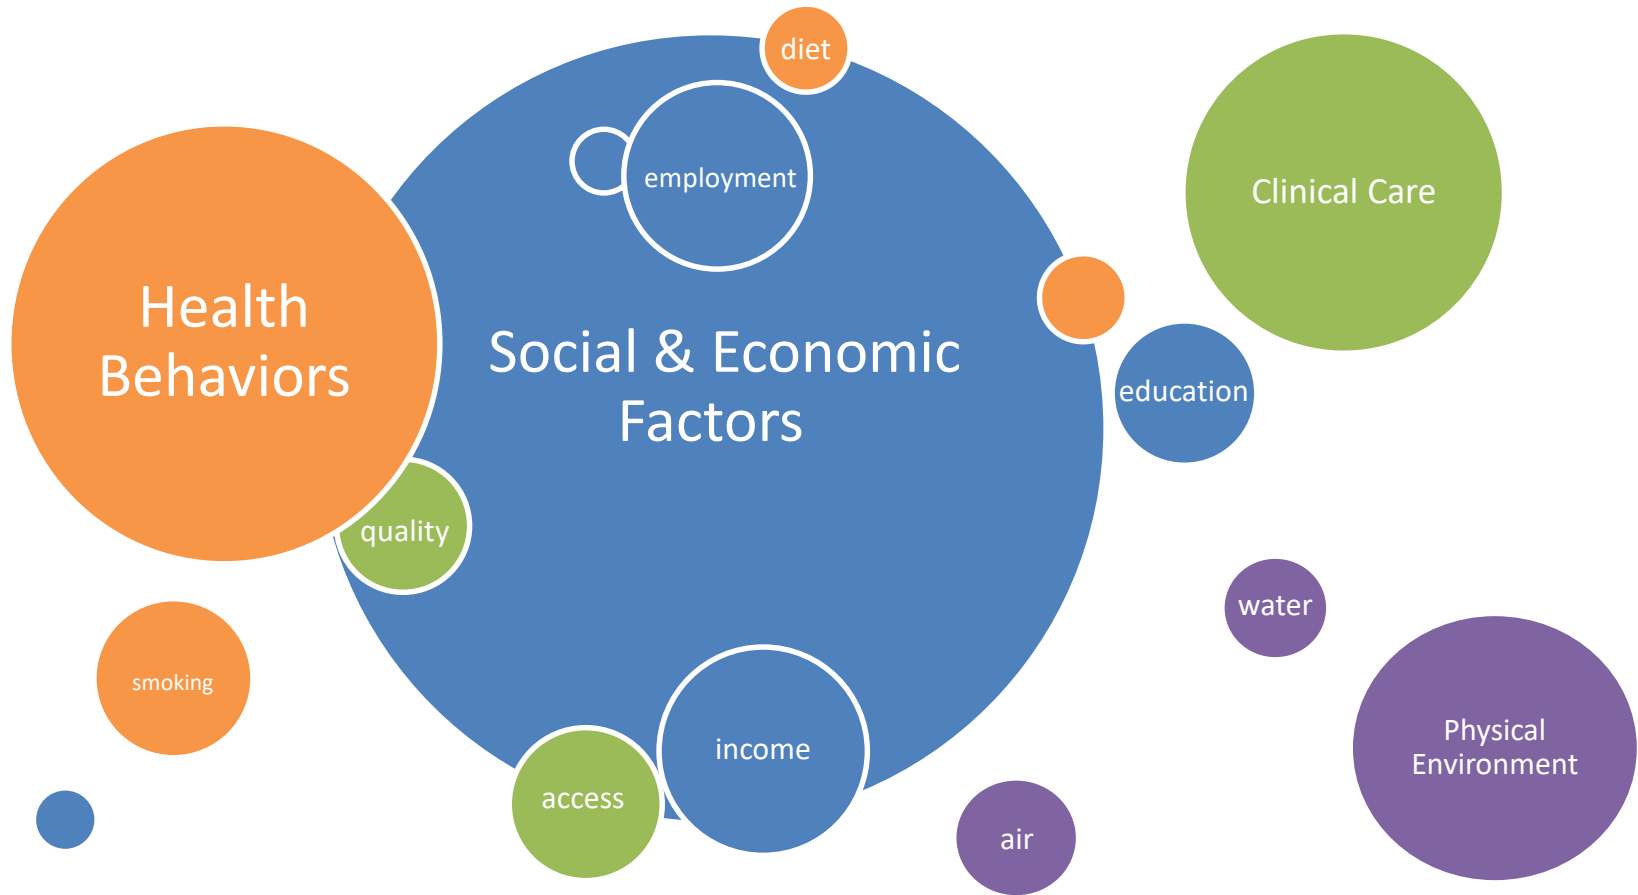 diet
employment
Clinical Care
Health
Behaviors
Social & Economic
Factors
education
quality
water
smoking
income
Physical
Environment
access
air